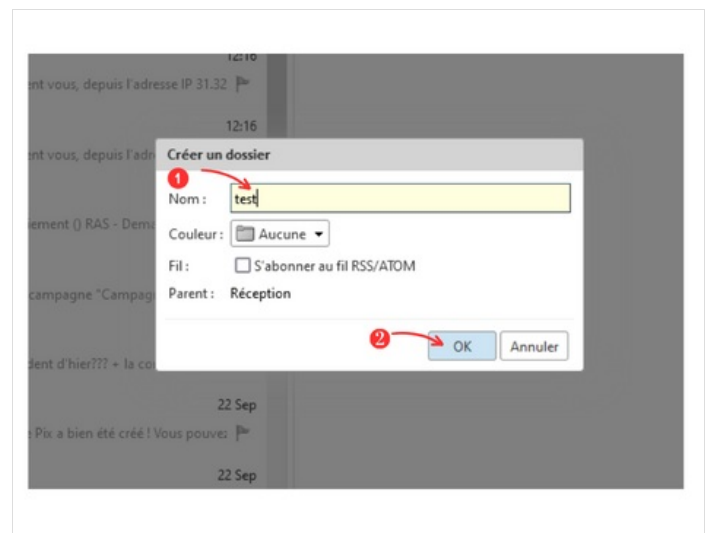 12:16
ent vous, depuis l'adresse IP 31.32
12:16
ent vous, depuis l'adr
Créer un dossier
1
Nom :
test
iement () RAS - Dema
Couleur :
Aucune
Fil :
S'abonner au fil RSS/ATOM
campagne "Campag
Parent :
Réception
2
OK
Annuler
dent d'hier??? + la co
22 Sep
e Pix a bien été créé ! Vous pouvez
22 Sep